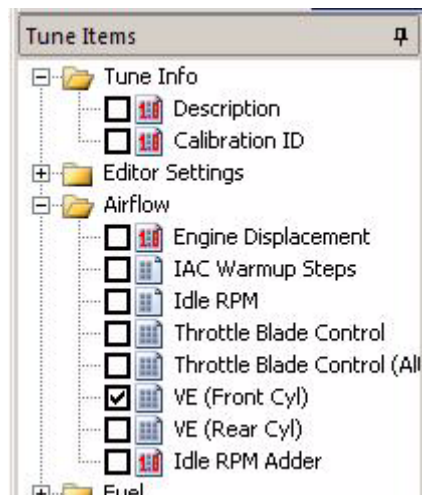 Tune Items
Tune Info
Description
Calibration ID
Editor Settings
Airflow
Engine Displacement
IAC Warmup Steps
Idle RPM
Throttle Blade Control
Throttle Blade Control (Al
VE (Front Cyl)
VE (Rear Cyl)
Idle RPM Adder
Fuel